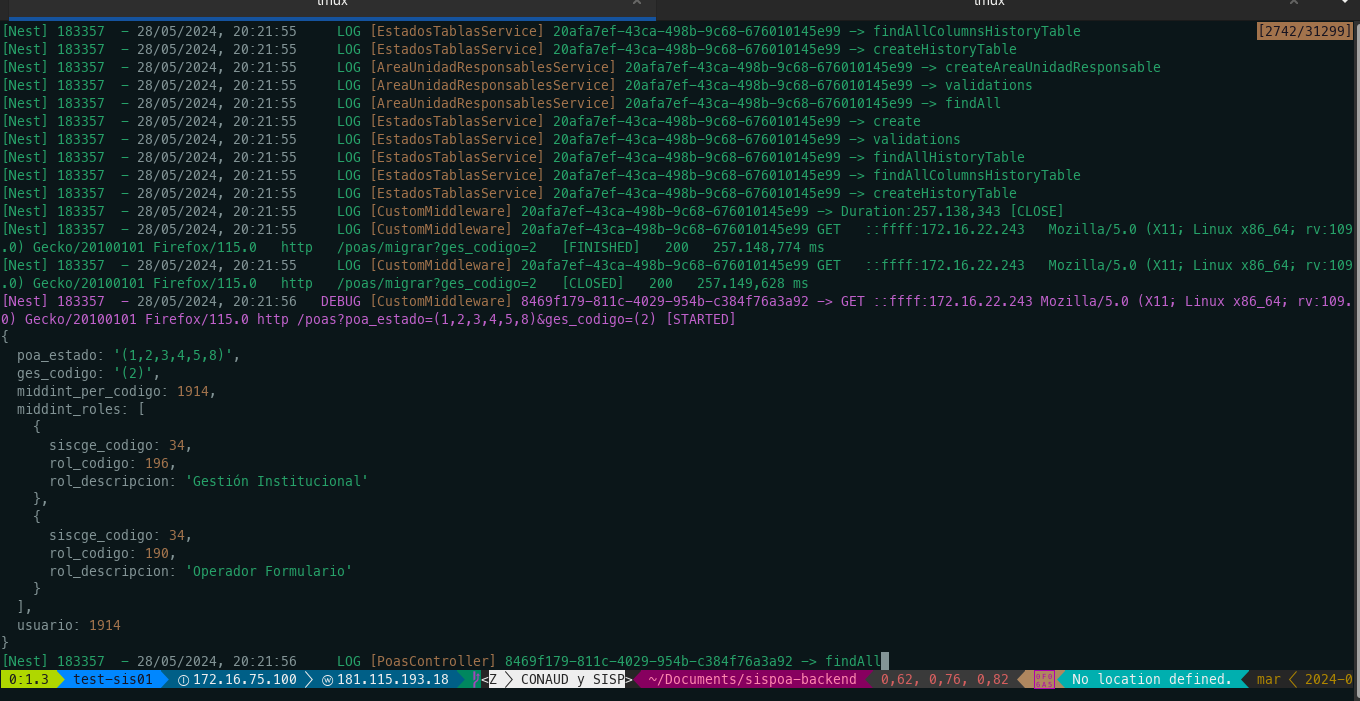 tmux × tmux ×
[Nest] 183357  - 28/05/2024, 20:21:55     LOG [EstadosTablasService] 20afa7ef-43ca-498b-9c68-676010145e99 -> findAllColumnsHistoryTable [2742/31299]
[Nest] 183357  - 28/05/2024, 20:21:55     LOG [EstadosTablasService] 20afa7ef-43ca-498b-9c68-676010145e99 -> createHistoryTable
[Nest] 183357  - 28/05/2024, 20:21:55     LOG [AreaUnidadResponsablesService] 20afa7ef-43ca-498b-9c68-676010145e99 -> createAreaUnidadResponsable
[Nest] 183357  - 28/05/2024, 20:21:55     LOG [AreaUnidadResponsablesService] 20afa7ef-43ca-498b-9c68-676010145e99 -> validations
[Nest] 183357  - 28/05/2024, 20:21:55     LOG [AreaUnidadResponsablesService] 20afa7ef-43ca-498b-9c68-676010145e99 -> findAll
[Nest] 183357  - 28/05/2024, 20:21:55     LOG [EstadosTablasService] 20afa7ef-43ca-498b-9c68-676010145e99 -> create
[Nest] 183357  - 28/05/2024, 20:21:55     LOG [EstadosTablasService] 20afa7ef-43ca-498b-9c68-676010145e99 -> validations
[Nest] 183357  - 28/05/2024, 20:21:55     LOG [EstadosTablasService] 20afa7ef-43ca-498b-9c68-676010145e99 -> findAllHistoryTable
[Nest] 183357  - 28/05/2024, 20:21:55     LOG [EstadosTablasService] 20afa7ef-43ca-498b-9c68-676010145e99 -> findAllColumnsHistoryTable
[Nest] 183357  - 28/05/2024, 20:21:55     LOG [EstadosTablasService] 20afa7ef-43ca-498b-9c68-676010145e99 -> createHistoryTable
[Nest] 183357  - 28/05/2024, 20:21:55     LOG [CustomMiddleware] 20afa7ef-43ca-498b-9c68-676010145e99 -> Duration:257.138,343 [CLOSE]
[Nest] 183357  - 28/05/2024, 20:21:55     LOG [CustomMiddleware] 20afa7ef-43ca-498b-9c68-676010145e99 GET   ::ffff:172.16.22.243   Mozilla/5.0 (X11; Linux x86_64; rv:109
.0) Gecko/20100101 Firefox/115.0   http   /poas/migrar?ges_codigo=2   [FINISHED]   200   257.148,774 ms
[Nest] 183357  - 28/05/2024, 20:21:55     LOG [CustomMiddleware] 20afa7ef-43ca-498b-9c68-676010145e99 GET   ::ffff:172.16.22.243   Mozilla/5.0 (X11; Linux x86_64; rv:109
.0) Gecko/20100101 Firefox/115.0   http   /poas/migrar?ges_codigo=2   [CLOSED]   200   257.149,628 ms
[Nest] 183357  - 28/05/2024, 20:21:56   DEBUG [CustomMiddleware] 8469f179-811c-4029-954b-c384f76a3a92 -> GET ::ffff:172.16.22.243 Mozilla/5.0 (X11; Linux x86_64; rv:109.
0) Gecko/20100101 Firefox/115.0 http /poas?poa_estado=(1,2,3,4,5,8)&ges_codigo=(2) [STARTED]
{
  poa_estado: '(1,2,3,4,5,8)',
  ges_codigo: '(2)',
  middint_per_codigo: 1914,
  middint_roles: [
    {
      siscge_codigo: 34,
      rol_codigo: 196,
      rol_descripcion: 'Gestión Institucional'
    },
    {
      siscge_codigo: 34,
      rol_codigo: 190,
      rol_descripcion: 'Operador Formulario'
    }
  ],
  usuario: 1914
}
[Nest] 183357  - 28/05/2024, 20:21:56     LOG [PoasController] 8469f179-811c-4029-954b-c384f76a3a92 -> findAll
0:1.3 test-sis01 ⓛ 172.16.75.100 ⓦ 181.115.193.18 <Z CONAUD y SISP> ~/Documents/sispoa-backend 0,62, 0,76, 0,82 No location defined. mar 2024-0